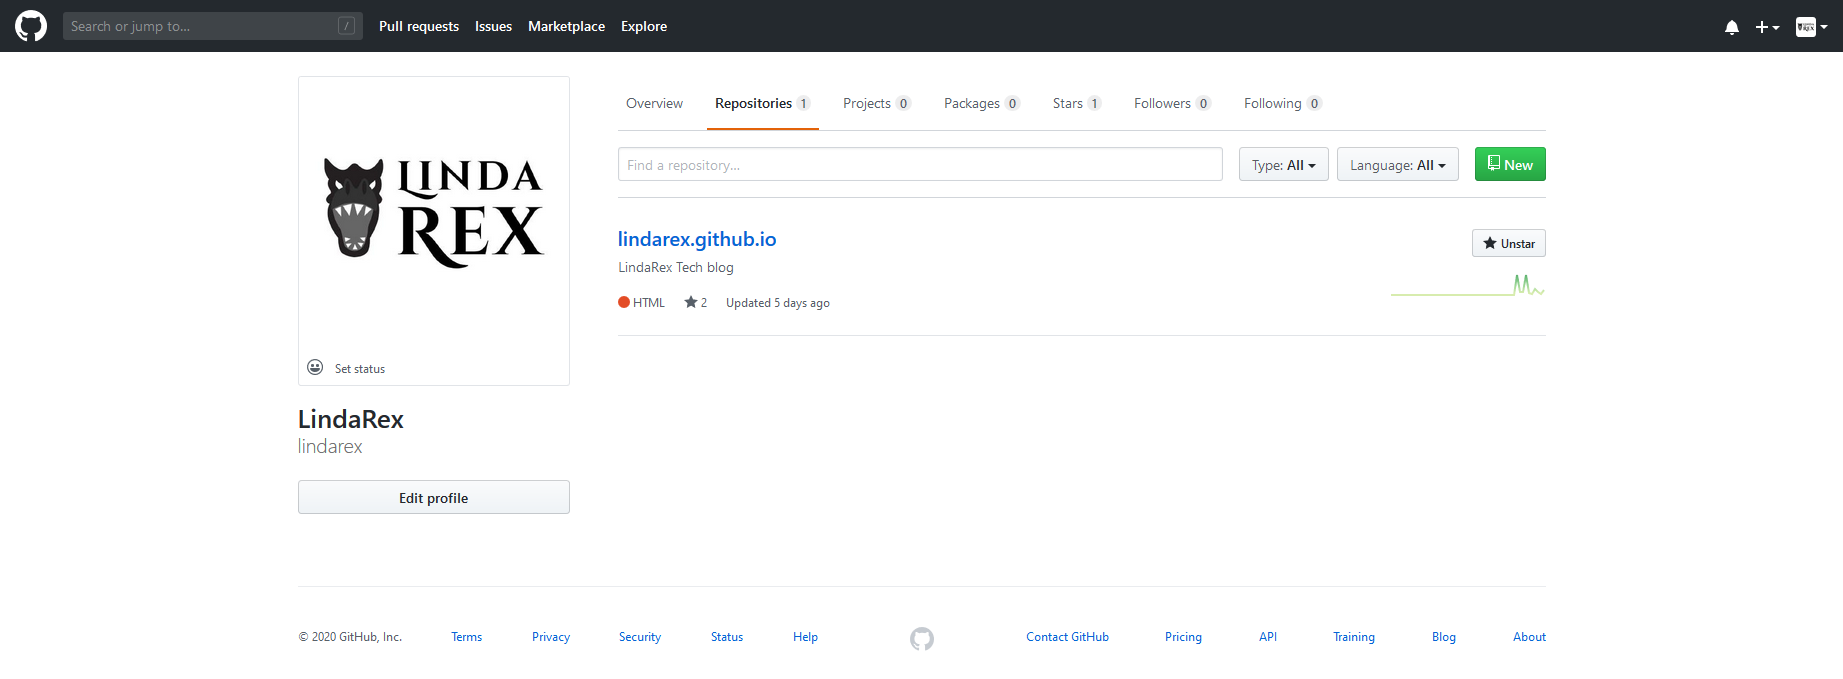 Search or jump to... /
Pull requests Issues Marketplace Explore
LINDA
REX
Set status
LindaRex
lindarex
Edit profile
Overview Repositories 1 Projects 0 Packages 0 Stars 1 Followers 0 Following 0
Find a repository... Type: All Language: All New
lindarex.github.io Unstar
LindaRex Tech blog
HTML 2 Updated 5 days ago
© 2020 GitHub, Inc. Terms Privacy Security Status Help Contact GitHub Pricing API Training Blog About